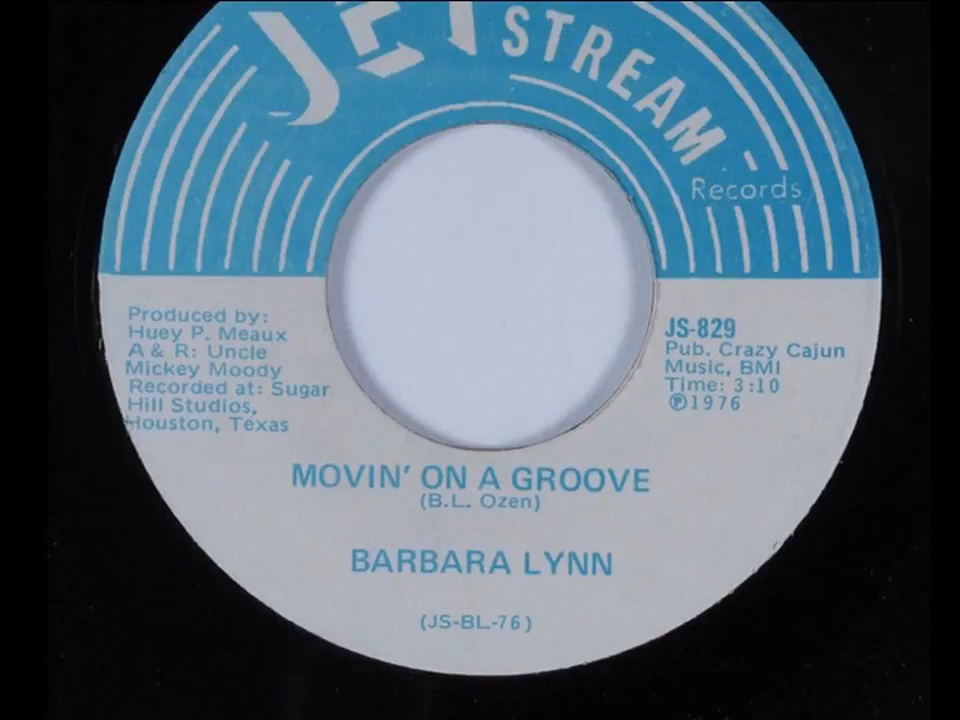 JET STREAM
Records
Produced by:
Huey P. Meaux
A & R: Uncle
Mickey Moody
Recorded at: Sugar
Hill Studios,
Houston, Texas
JS-829
Pub. Crazy Cajun
Music, BMI
Time: 3:10
℗1976
MOVIN' ON A GROOVE
(B.L. Ozen)
BARBARA LYNN
(JS-BL-76)